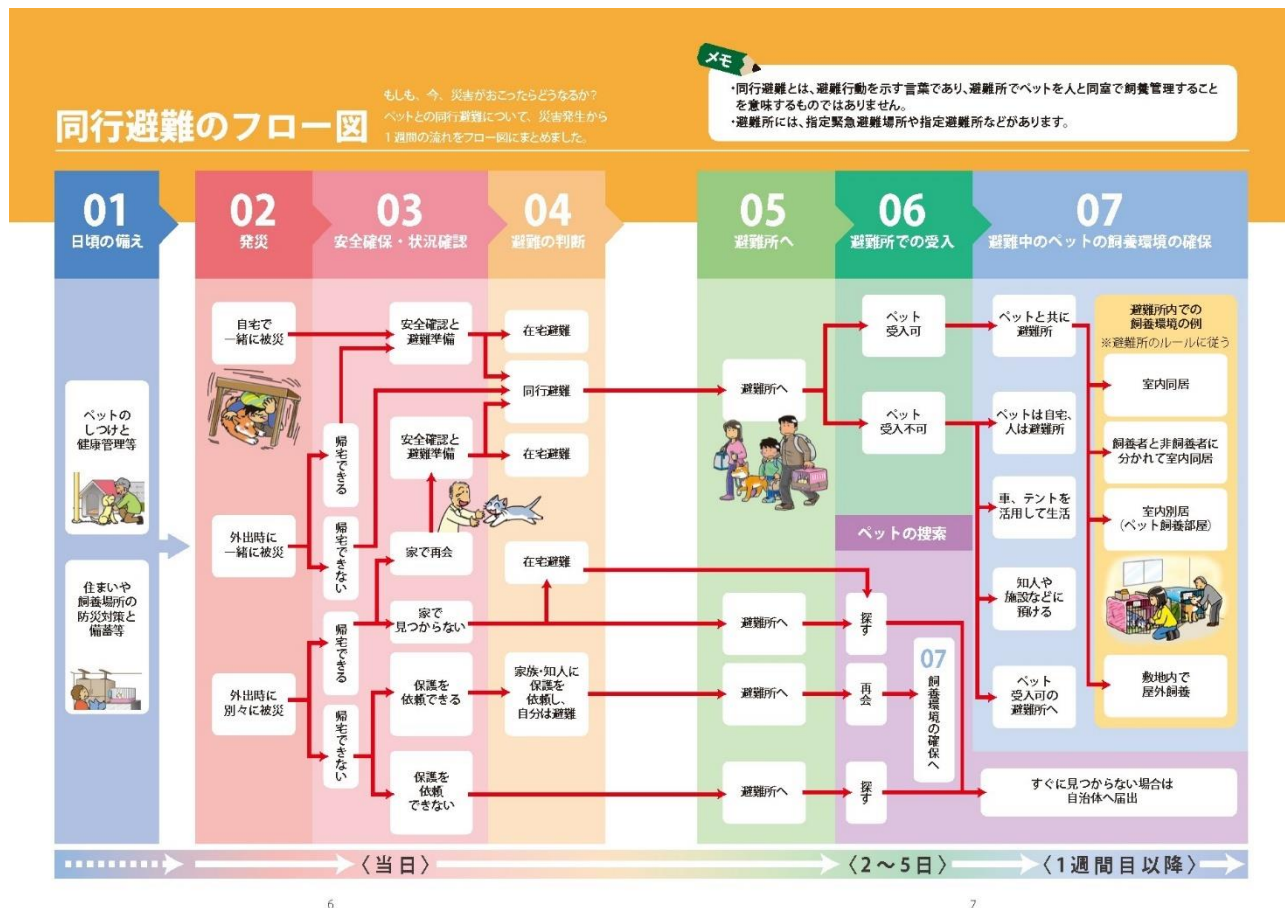 同行避難のフロー図
もしも、今、災害がおこったらどうなるか?
ペットとの同行避難について、災害発生から
1週間の流れをフロー図にまとめました。
メモ
・同行避難とは、避難行動を示す言葉であり、避難所でペットを人と同室で飼養管理すること
を意味するものではありません。
・避難所には、指定緊急避難場所や指定避難所などがあります。
01
日頃の備え
ペットの
しつけと
健康管理等
住まいや
飼養場所の
防災対策と
備蓄等
02
発災
自宅で
一緒に被災
外出時に
一緒に被災
外出時に
別々に被災
03
安全確保・状況確認
帰宅できる
帰宅できない
帰宅できる
帰宅できない
安全確認と
避難準備
安全確認と
避難準備
家で再会
家で
見つからない
保護を
依頼できる
保護を
依頼
できない
04
避難の判断
在宅避難
同行避難
在宅避難
在宅避難
家族・知人に
保護を
依頼し、
自分は避難
05
避難所へ
避難所へ
避難所へ
避難所へ
避難所へ
06
避難所での受入
ペット
受入可
ペット
受入不可
ペットの捜索
探す
再会
探す
07
飼養環境の確保へ
07
避難中のペットの飼養環境の確保
ペットと共に
避難所
ペットは自宅、
人は避難所
車、テントを
活用して生活
知人や
施設などに
預ける
ペット
受入可の
避難所へ
避難所内での
飼養環境の例
※避難所のルールに従う
室内同居
飼養者と非飼養者に
分かれて室内同居
室内別居
(ペット飼養部屋)
敷地内で
屋外飼養
すぐに見つからない場合は
自治体へ届出
〈当日〉
〈2〜5日〉
〈1週間目以降〉
6
7